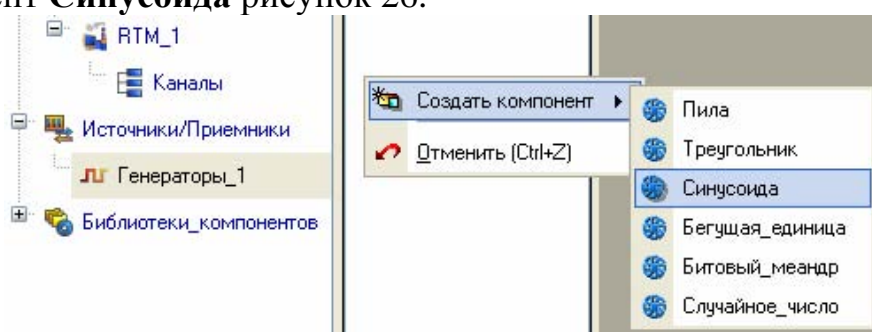 ент Синусоида рисунок 26.
RTM_1
Каналы
Источники/Приемники
Генераторы_1
Библиотеки_компонентов
Создать компонент
Отменить (Ctrl+Z)
Пила
Треугольник
Синусоида
Бегущая_единица
Битовый_меандр
Случайное_число